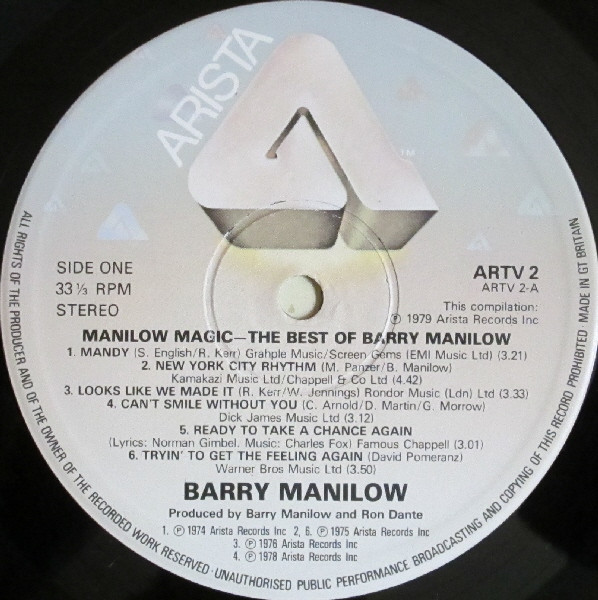 ARISTA
TM
SIDE ONE
33 ⅓ RPM
STEREO
ARTV 2
ARTV 2-A
This compilation:
℗ 1979 Arista Records Inc
MANILOW MAGIC—THE BEST OF BARRY MANILOW
1. MANDY (S. English/R. Kerr) Grahple Music/Screen Gems (EMI Music Ltd) (3.21)
2. NEW YORK CITY RHYTHM (M. Panzer/B. Manilow)
Kamakazi Music Ltd/Chappell & Co Ltd (4.42)
3. LOOKS LIKE WE MADE IT (R. Kerr/W. Jennings) Rondor Music (Ldn) Ltd (3.33)
4. CAN'T SMILE WITHOUT YOU (C. Arnold/D. Martin/G. Morrow)
Dick James Music Ltd (3.12)
5. READY TO TAKE A CHANCE AGAIN
(Lyrics: Norman Gimbel. Music: Charles Fox) Famous Chappell (3.01)
6. TRYIN' TO GET THE FEELING AGAIN (David Pomeranz)
Warner Bros Music Ltd (3.50)
BARRY MANILOW
Produced by Barry Manilow and Ron Dante
1. ℗ 1974 Arista Records Inc 2, 6. ℗ 1975 Arista Records Inc
3. ℗ 1976 Arista Records Inc
4. ℗ 1978 Arista Records Inc
ALL RIGHTS OF THE PRODUCER AND OF THE OWNER OF THE RECORDED WORK RESERVED · UNAUTHORISED PUBLIC PERFORMANCE BROADCASTING AND COPYING OF THIS RECORD PROHIBITED · MADE IN GT BRITAIN